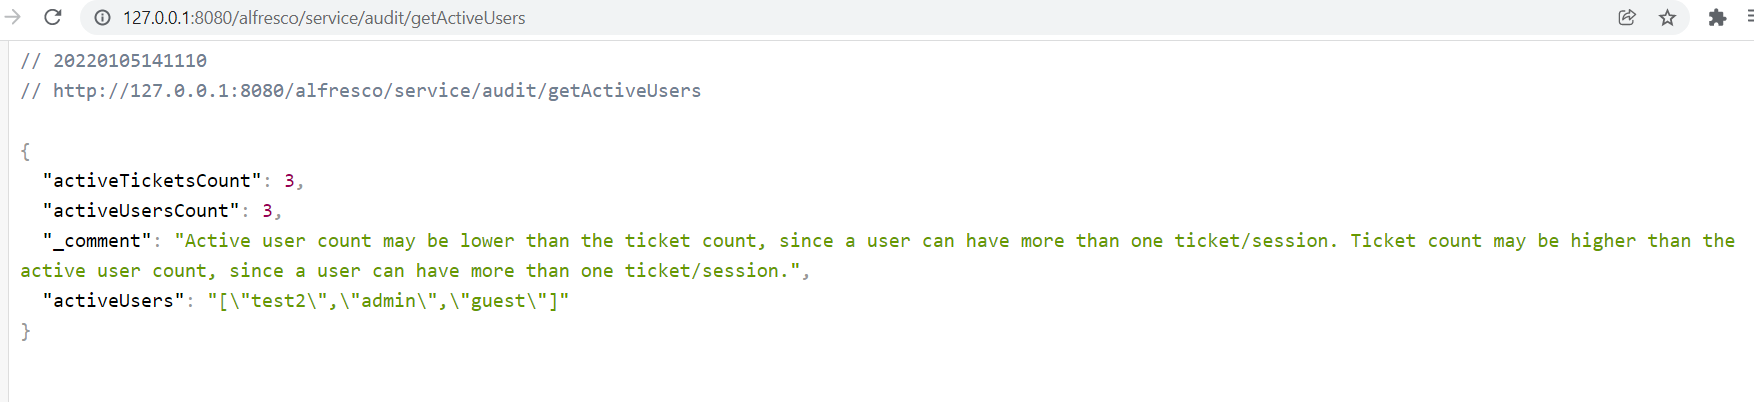 127.0.0.1:8080/alfresco/service/audit/getActiveUsers
// 20220105141110
// http://127.0.0.1:8080/alfresco/service/audit/getActiveUsers
{
"activeTicketsCount": 3,
"activeUsersCount": 3,
"_comment": "Active user count may be lower than the ticket count, since a user can have more than one ticket/session. Ticket count may be higher than the
active user count, since a user can have more than one ticket/session.",
"activeUsers": "[\"test2\",\"admin\",\"guest\"]"
}